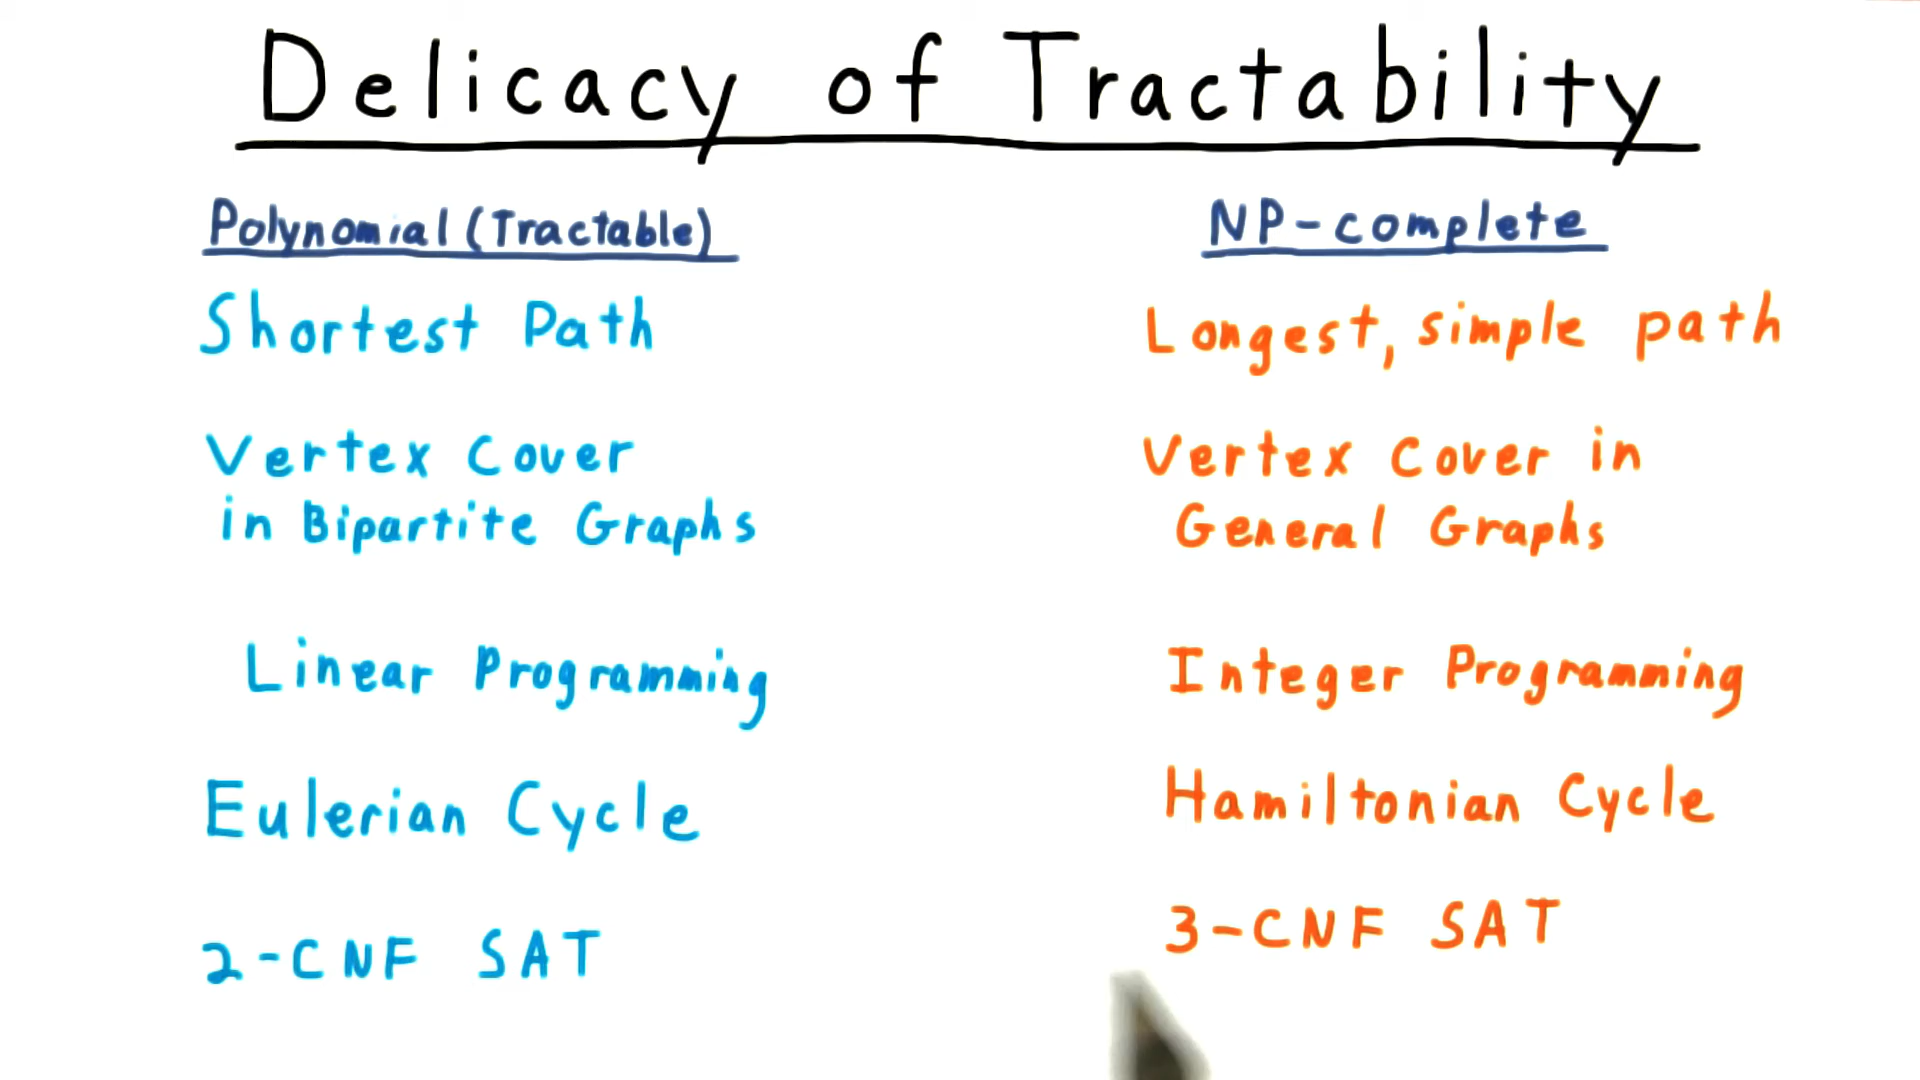 Delicacy of Tractability
Polynomial (Tractable)
NP-complete
Shortest Path
Longest, simple path
Vertex Cover
in Bipartite Graphs
Vertex Cover in
General Graphs
Linear Programming
Integer Programming
Eulerian Cycle
Hamiltonian Cycle
2-CNF SAT
3-CNF SAT